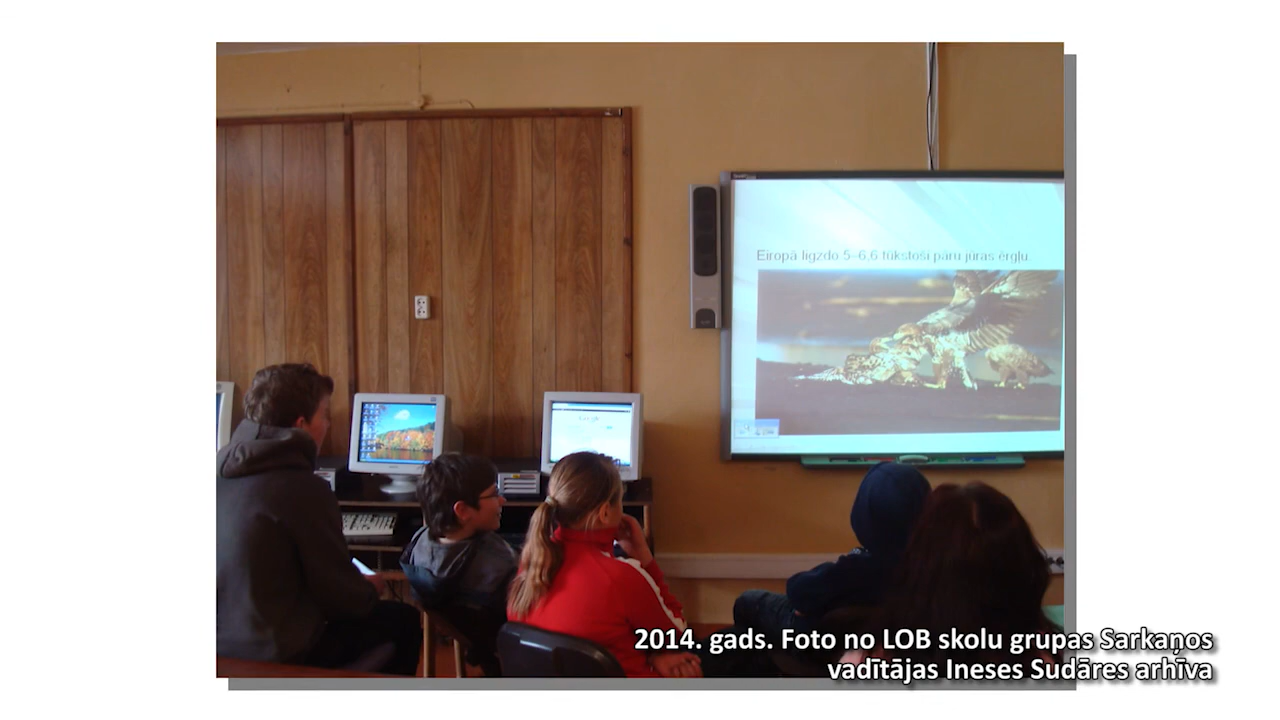 Eiropā ligzdo 5–6,6 tūkstoši pāru jūras ērgļu
2014. gads. Foto no LOB skolu grupas Sarkaņos
vadītājas Ineses Sudāres arhīva